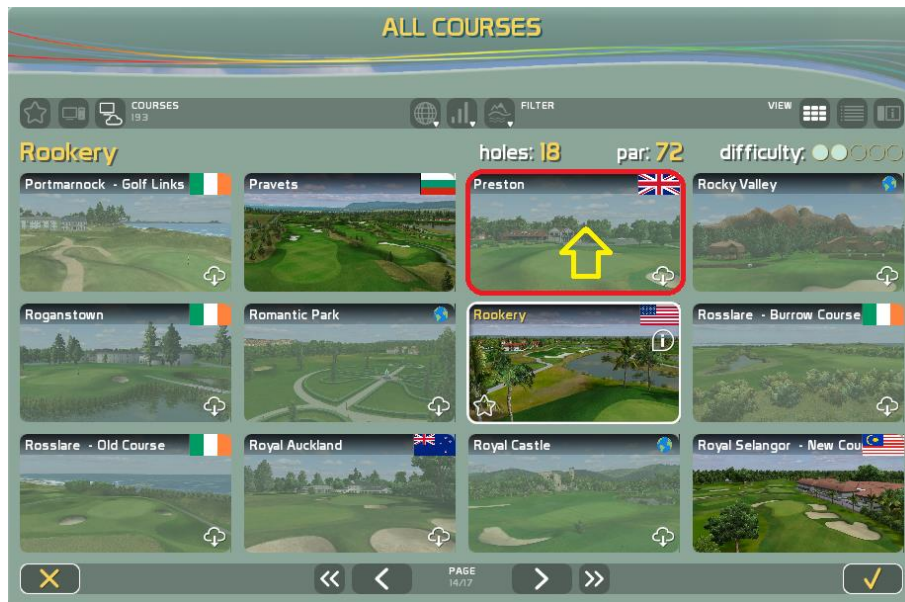 ALL COURSES
COURSES
193
FILTER
VIEW
Rookery
holes: 18 par: 72 difficulty:
Portmarnock - Golf Links
Pravets
Preston
Rocky Valley
Roganstown
Romantic Park
Rookery
Rosslare - Burrow Course
Rosslare - Old Course
Royal Auckland
Royal Castle
Royal Selangor - New Cou
PAGE
14/17